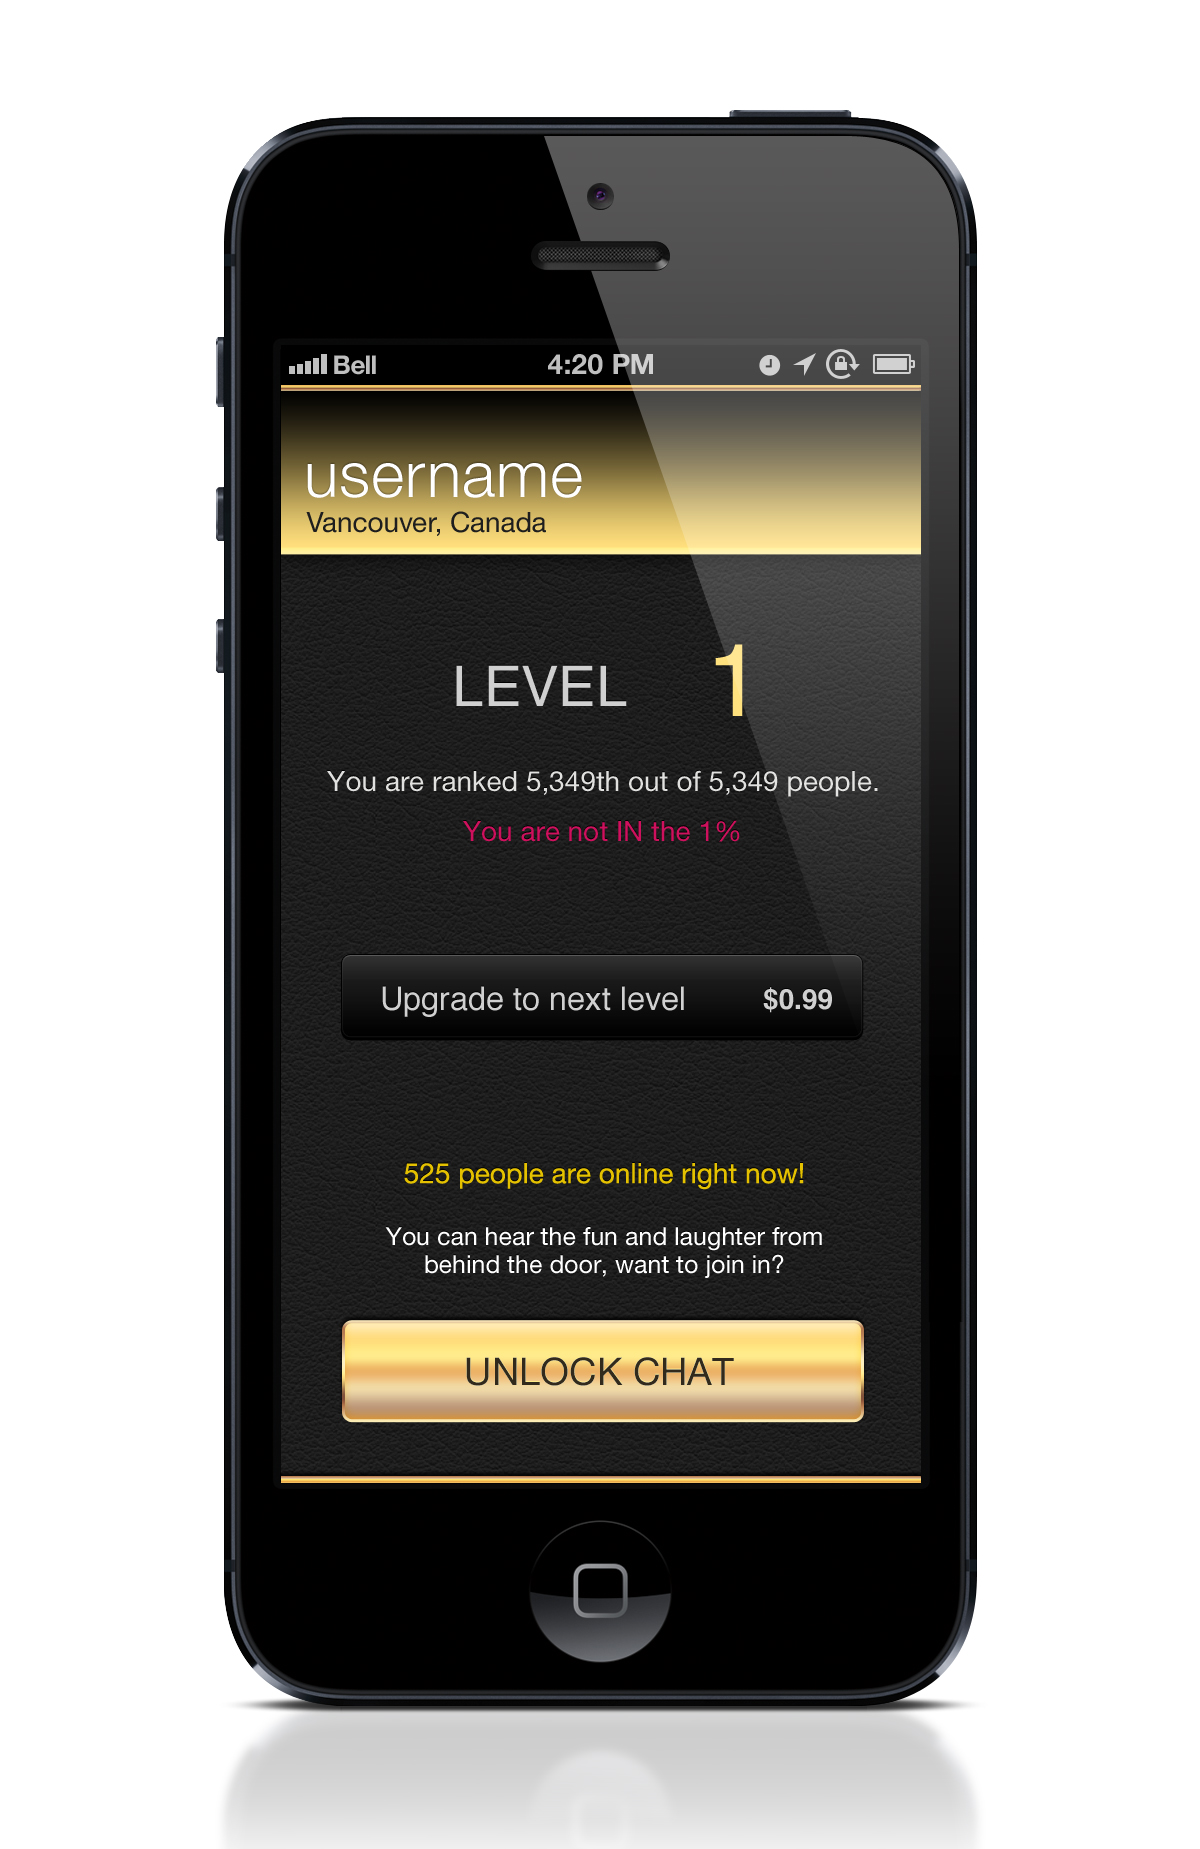 Bell 4:20 PM
username
Vancouver, Canada
LEVEL 1
You are ranked 5,349th out of 5,349 people.
You are not IN the 1%
Upgrade to next level $0.99
525 people are online right now!
You can hear the fun and laughter from
behind the door, want to join in?
UNLOCK CHAT